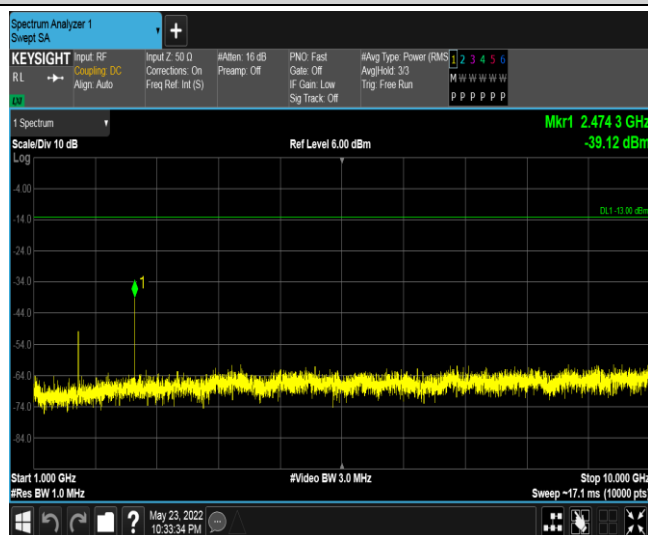 Spectrum Analyzer 1
Swept SA
KEYSIGHT
RL
Input: RF
Coupling: DC
Align: Auto
Input Z: 50 Ω
Corrections: On
Freq Ref: Int (S)
#Atten: 16 dB
Preamp: Off
PNO: Fast
Gate: Off
IF Gain: Low
Sig Track: Off
#Avg Type: Power (RMS
Avg|Hold: 3/3
Trig: Free Run
1 2 3 4 5 6
M W W W W W
P P P P P P
1 Spectrum
Scale/Div 10 dB
Ref Level 6.00 dBm
Mkr1 2.474 3 GHz
-39.12 dBm
Log
-4.00
-14.0
-24.0
-34.0
-44.0
-54.0
-64.0
-74.0
-84.0
DL1 -13.00 dBm
1
Start 1.000 GHz
#Res BW 1.0 MHz
#Video BW 3.0 MHz
Stop 10.000 GHz
Sweep ~17.1 ms (10000 pts)
?
May 23, 2022
10:33:34 PM